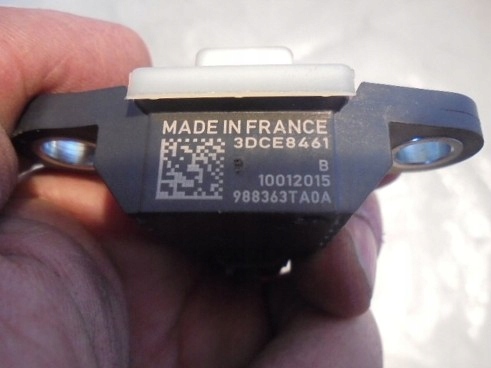 MADE IN FRANCE
3DCE8461
B
10012015
988363TA0A